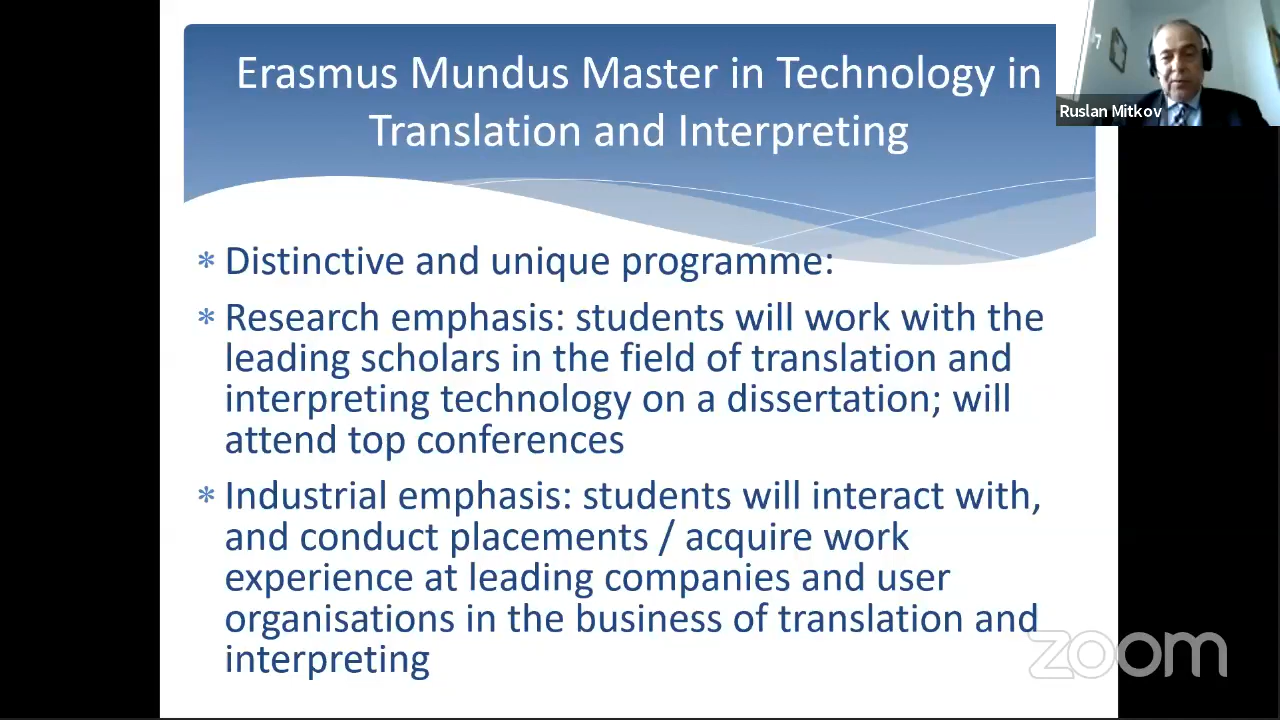 Erasmus Mundus Master in Technology in
Translation and Interpreting
Ruslan Mitkov
* Distinctive and unique programme:
* Research emphasis: students will work with the
leading scholars in the field of translation and
interpreting technology on a dissertation; will
attend top conferences
* Industrial emphasis: students will interact with,
and conduct placements / acquire work
experience at leading companies and user
organisations in the business of translation and
interpreting
zoom